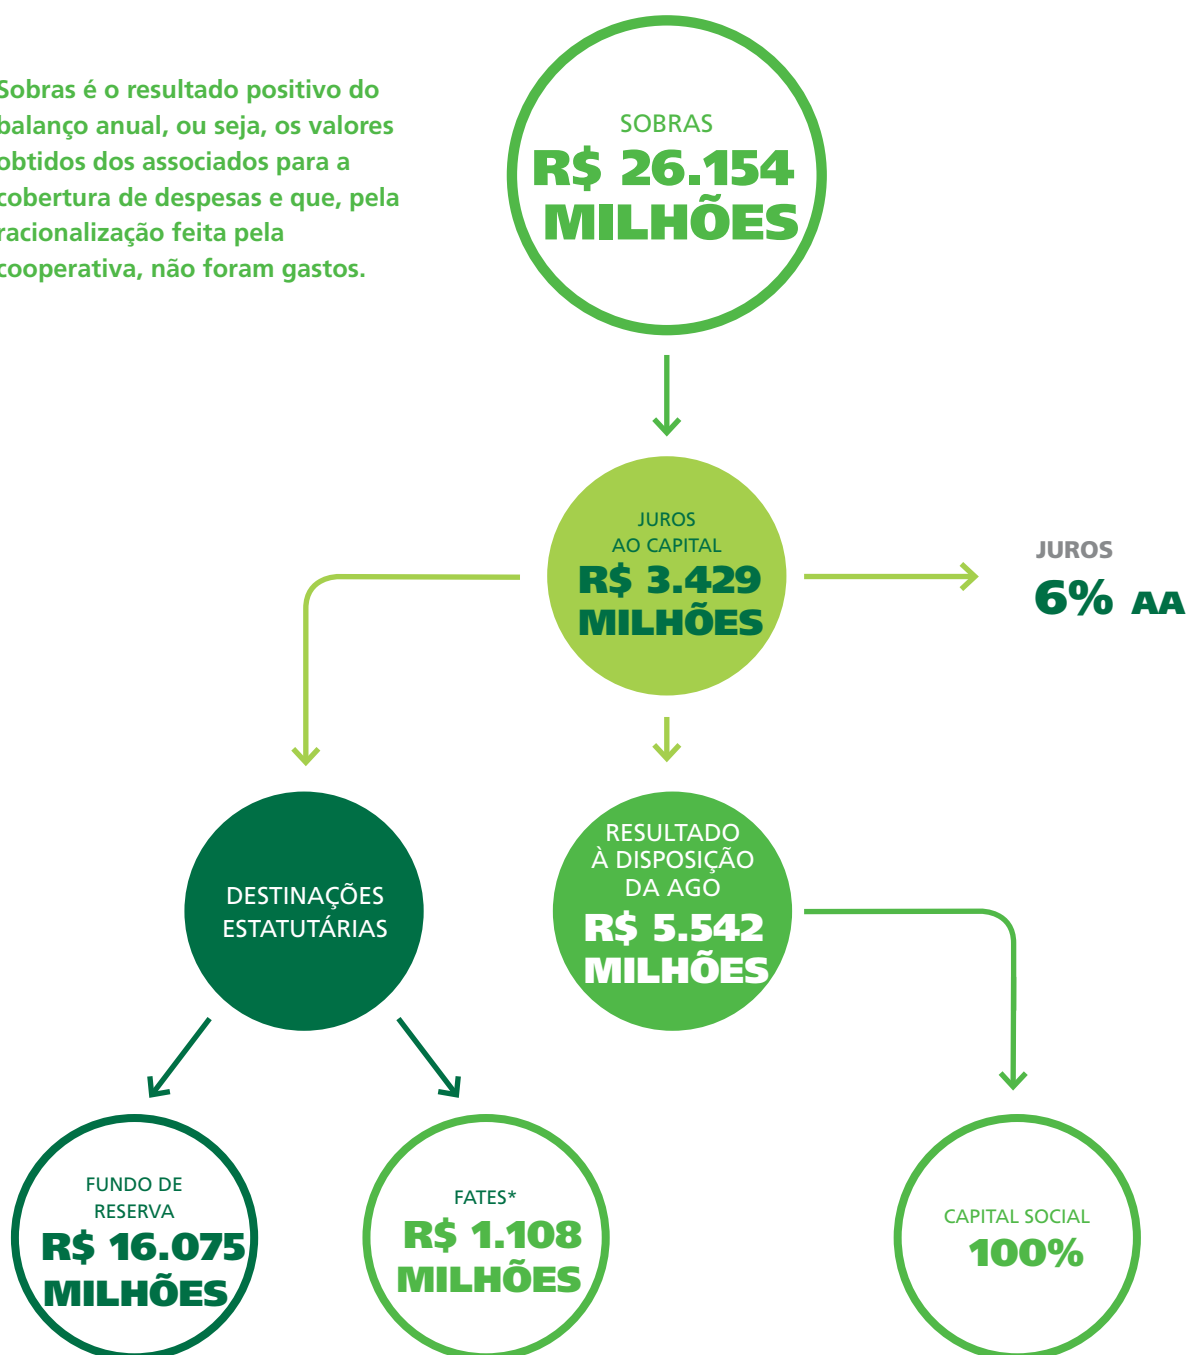 Sobras é o resultado positivo do
balanço anual, ou seja, os valores
obtidos dos associados para a
cobertura de despesas e que, pela
racionalização feita pela
cooperativa, não foram gastos.
SOBRAS
R$ 26.154
MILHÕES
JUROS
AO CAPITAL
R$ 3.429
MILHÕES
JUROS
6% AA
DESTINAÇÕES
ESTATUTÁRIAS
RESULTADO
À DISPOSIÇÃO
DA AGO
R$ 5.542
MILHÕES
FUNDO DE
RESERVA
R$ 16.075
MILHÕES
FATES*
R$ 1.108
MILHÕES
CAPITAL SOCIAL
100%